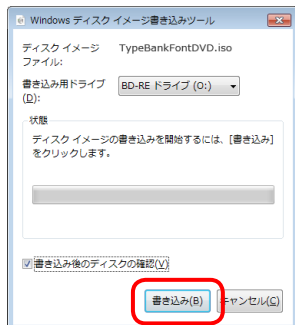 Windows ディスク イメージ書き込みツール
ディスク イメージ TypeBankFontDVD.iso
ファイル:
書き込み用ドライブ BD-RE ドライブ (O:)
(D):
状態
ディスク イメージの書き込みを開始するには、[書き込み]
をクリックします。
書き込み後のディスクの確認(V)
書き込み(B) キャンセル(C)